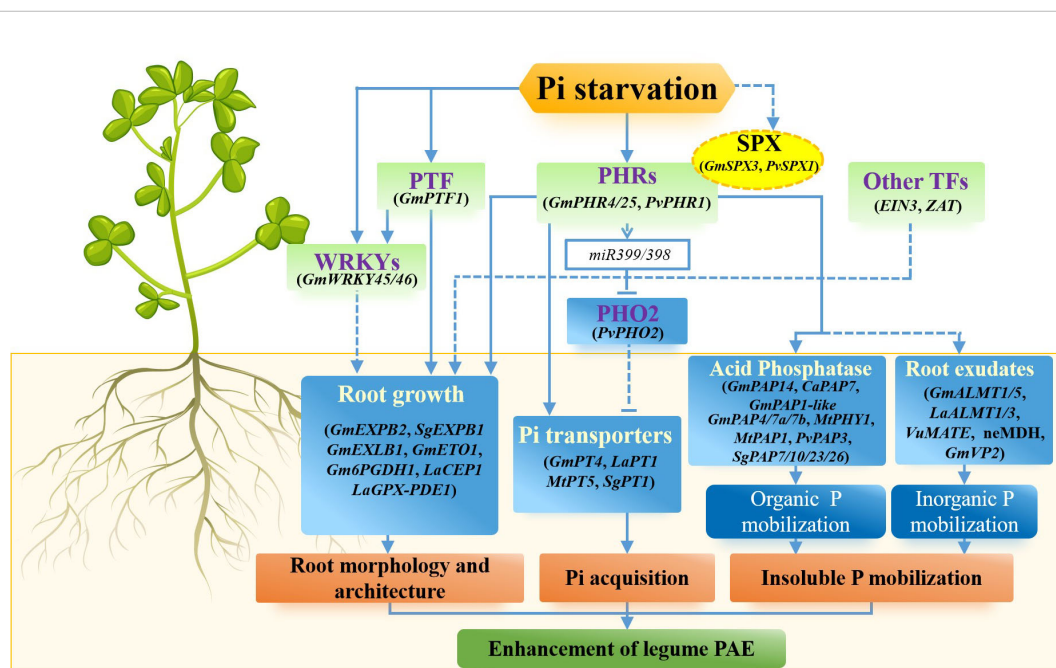 Pi starvation
SPX
(GmSPX3, PvSPX1)
PTF
(GmPTF1)
PHRs
(GmPHR4/25, PvPHR1)
Other TFs
(EIN3, ZAT)
WRKYs
(GmWRKY45/46)
miR399/398
PHO2
(PvPHO2)
Root growth
(GmEXPB2, SgEXPB1
GmEXLB1, GmETO1,
Gm6PGDH1, LaCEP1
LaGPX-PDE1)
Pi transporters
(GmPT4, LaPT1
MtPT5, SgPT1)
Acid Phosphatase
(GmPAP14, CaPAP7,
GmPAP1-like
GmPAP4/7a/7b, MtPHY1,
MtPAP1, PvPAP3,
SgPAP7/10/23/26)
Root exudates
(GmALMT1/5,
LaALMT1/3,
VuMATE, neMDH,
GmVP2)
Organic P
mobilization
Inorganic P
mobilization
Root morphology and
architecture
Pi acquisition
Insoluble P mobilization
Enhancement of legume PAE